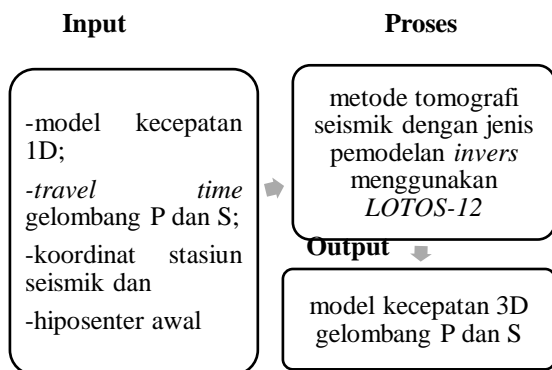 Input
-model kecepatan
1D;
-travel time
gelombang P dan S;
-koordinat stasiun
seismik dan
-hiposenter awal
Proses
metode tomografi
seismik dengan jenis
pemodelan invers
menggunakan
LOTOS-12
Output
model kecepatan 3D
gelombang P dan S